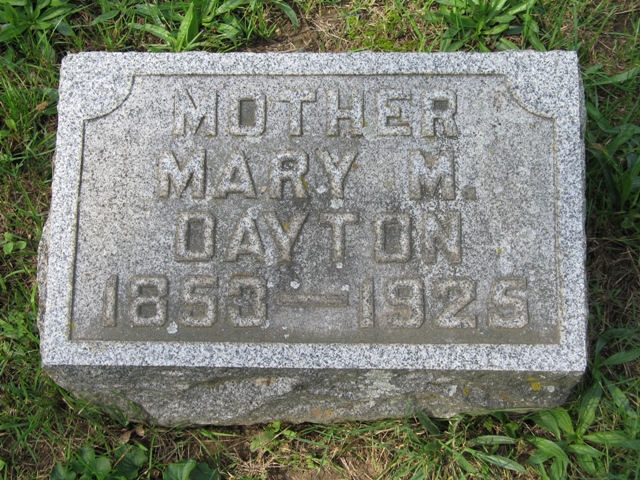 MOTHER
MARY M.
DAYTON
1853—1925